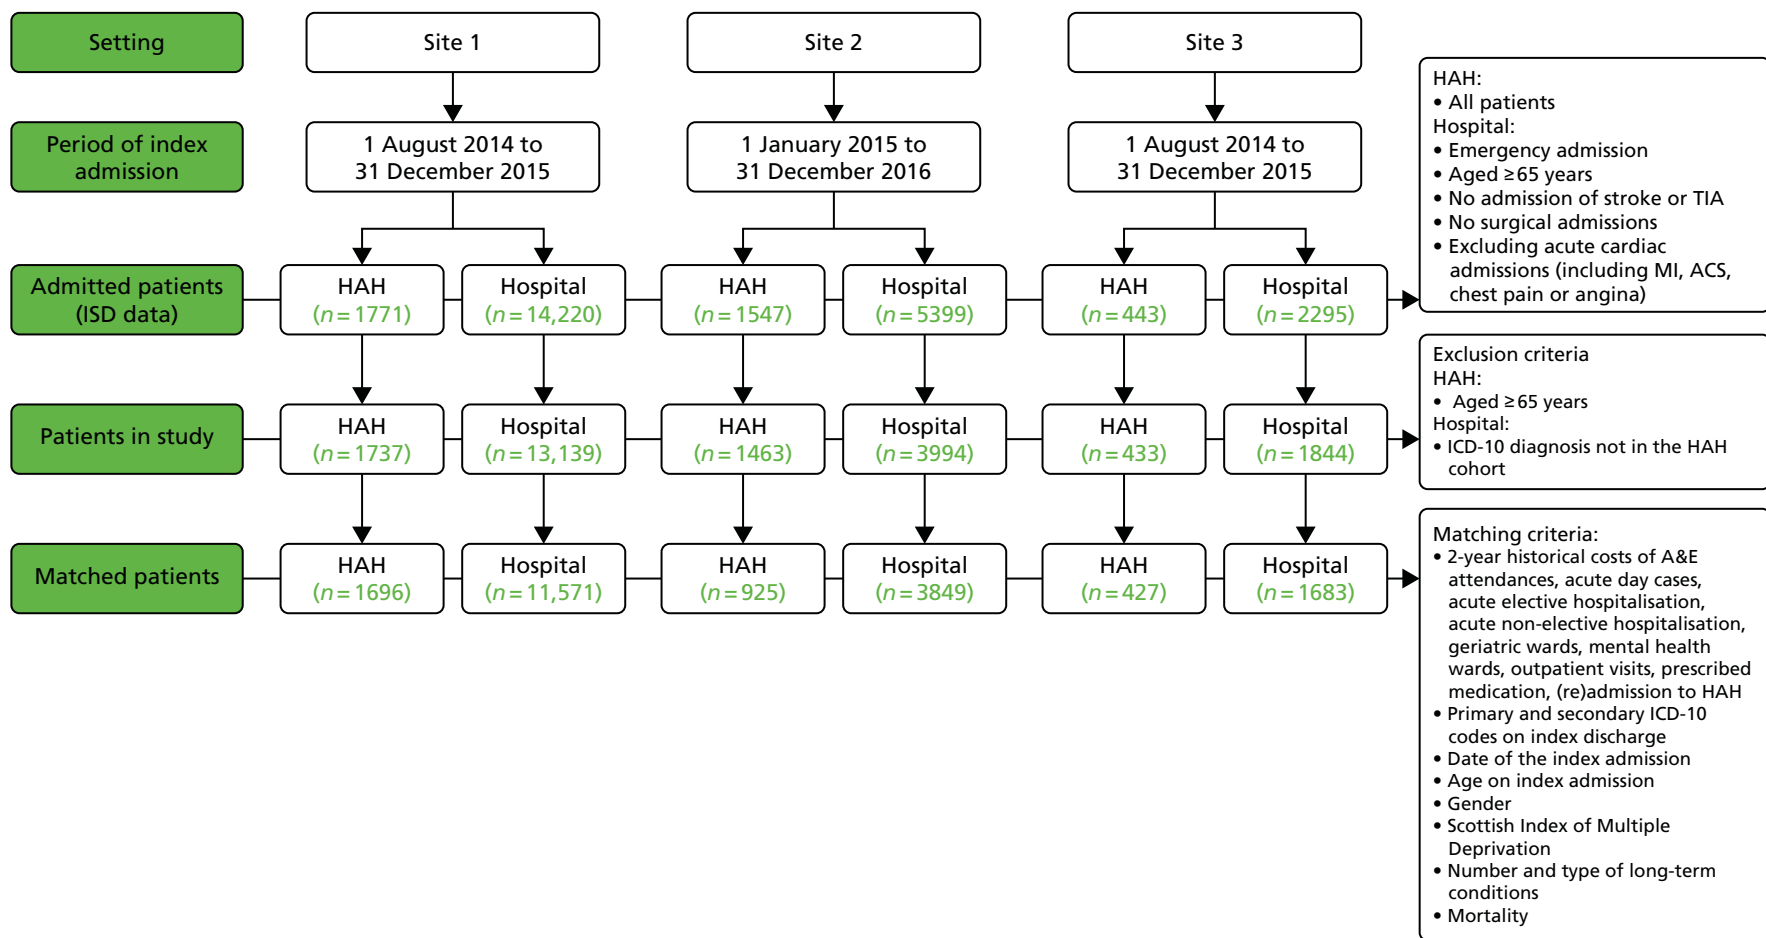 Setting
Site 1
Site 2
Site 3
Period of index
admission
1 August 2014 to
31 December 2015
1 January 2015 to
31 December 2016
1 August 2014 to
31 December 2015
Admitted patients
(ISD data)
HAH
(n=1771)
Hospital
(n=14,220)
HAH
(n=1547)
Hospital
(n=5399)
HAH
(n=443)
Hospital
(n=2295)
HAH:
• All patients
Hospital:
• Emergency admission
• Aged ≥65 years
• No admission of stroke or TIA
• No surgical admissions
• Excluding acute cardiac
admissions (including MI, ACS,
chest pain or angina)
Patients in study
HAH
(n=1737)
Hospital
(n=13,139)
HAH
(n=1463)
Hospital
(n=3994)
HAH
(n=433)
Hospital
(n=1844)
Exclusion criteria
HAH:
• Aged ≥65 years
Hospital:
• ICD-10 diagnosis not in the HAH
cohort
Matched patients
HAH
(n=1696)
Hospital
(n=11,571)
HAH
(n=925)
Hospital
(n=3849)
HAH
(n=427)
Hospital
(n=1683)
Matching criteria:
• 2-year historical costs of A&E
attendances, acute day cases,
acute elective hospitalisation,
acute non-elective hospitalisation,
geriatric wards, mental health
wards, outpatient visits, prescribed
medication, (re)admission to HAH
• Primary and secondary ICD-10
codes on index discharge
• Date of the index admission
• Age on index admission
• Gender
• Scottish Index of Multiple
Deprivation
• Number and type of long-term
conditions
• Mortality